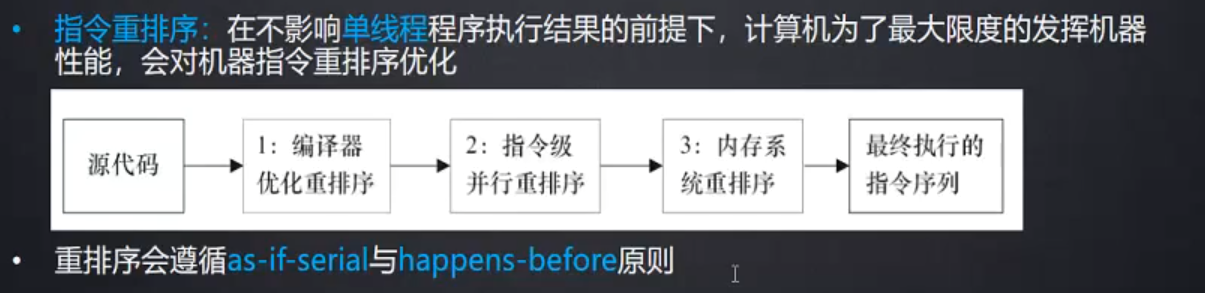 • 指令重排序：在不影响单线程程序执行结果的前提下，计算机为了最大限度的发挥机器
性能，会对机器指令重排序优化
源代码
1：编译器
优化重排序
2：指令级
并行重排序
3：内存系
统重排序
最终执行的
指令序列
• 重排序会遵循as-if-serial与happens-before原则